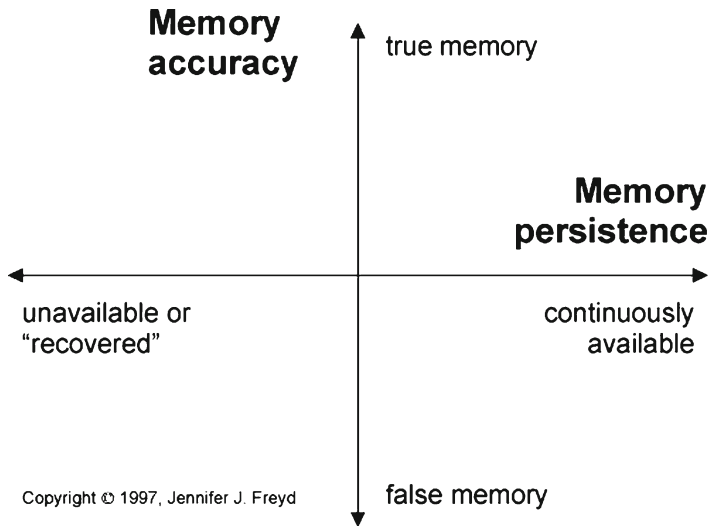 Memory
accuracy
true memory
Memory
persistence
unavailable or
“recovered”
continuously
available
Copyright © 1997, Jennifer J. Freyd
false memory